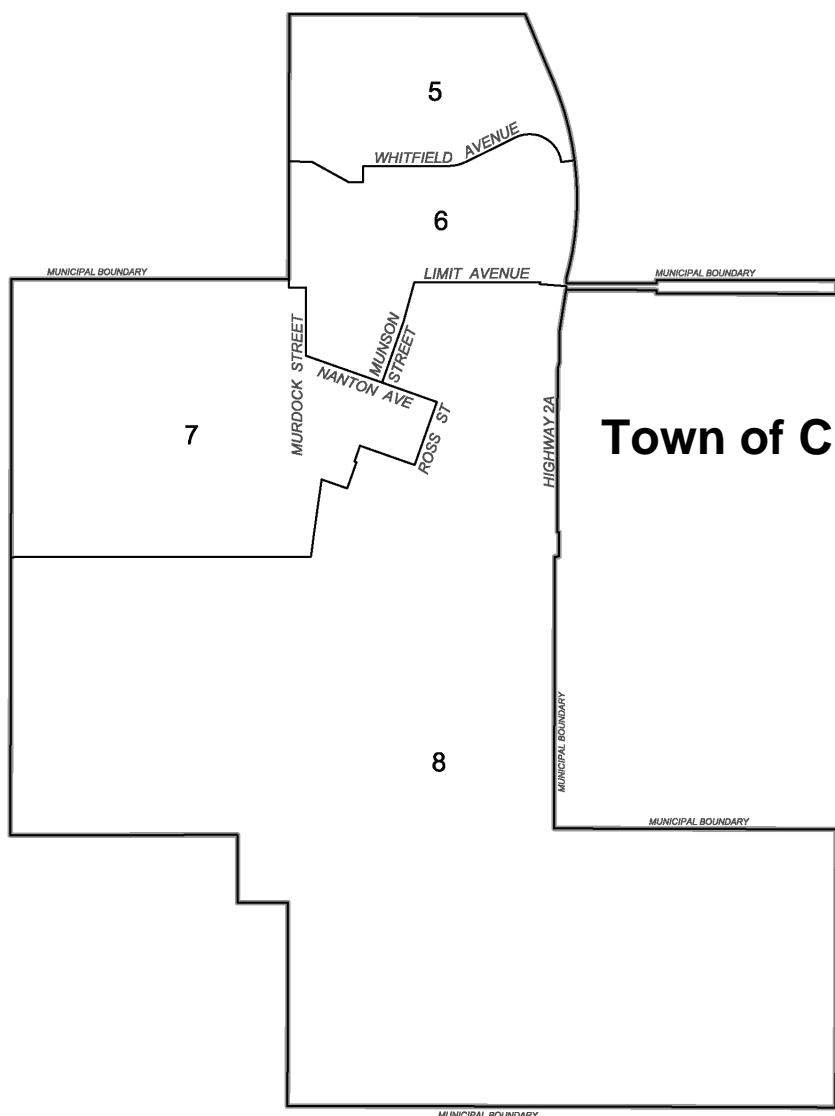 5
WHITFIELD AVENUE
6
MUNICIPAL BOUNDARY
LIMIT AVENUE
MUNICIPAL BOUNDARY
MURDOCK STREET
MUNSON
STREET
NANTON AVE
ROSS ST
HIGHWAY 2A
7
Town of C
8
MUNICIPAL BOUNDARY
MUNICIPAL BOUNDARY
MUNICIPAL BOUNDARY